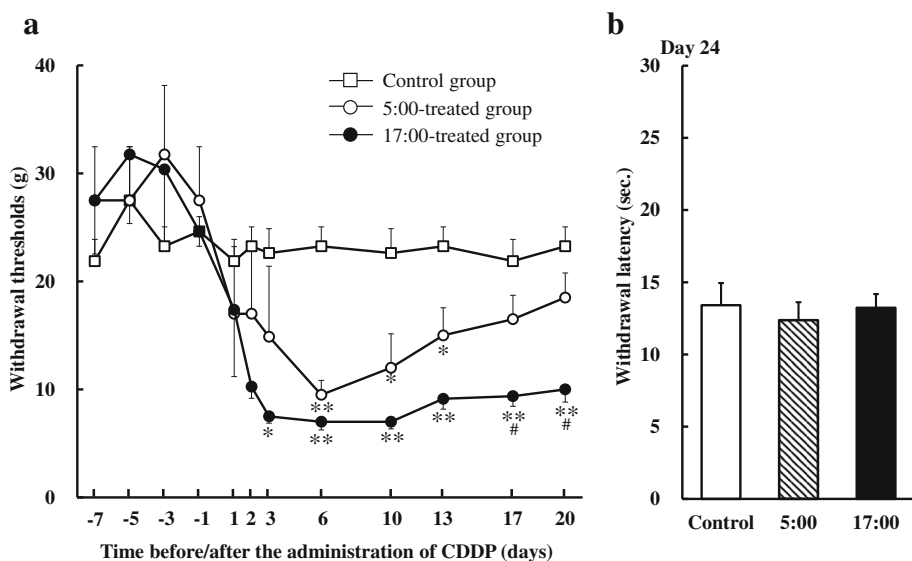 a
40
30
20
10
0
Withdrawal thresholds (g)
Control group
5:00-treated group
17:00-treated group
* ** ** ** ** **
** * * # #
-7 -5 -3 -1 1 2 3 6 10 13 17 20
Time before/after the administration of CDDP (days)
b
Day 24
30
25
20
15
10
5
0
Withdrawal latency (sec.)
Control 5:00 17:00